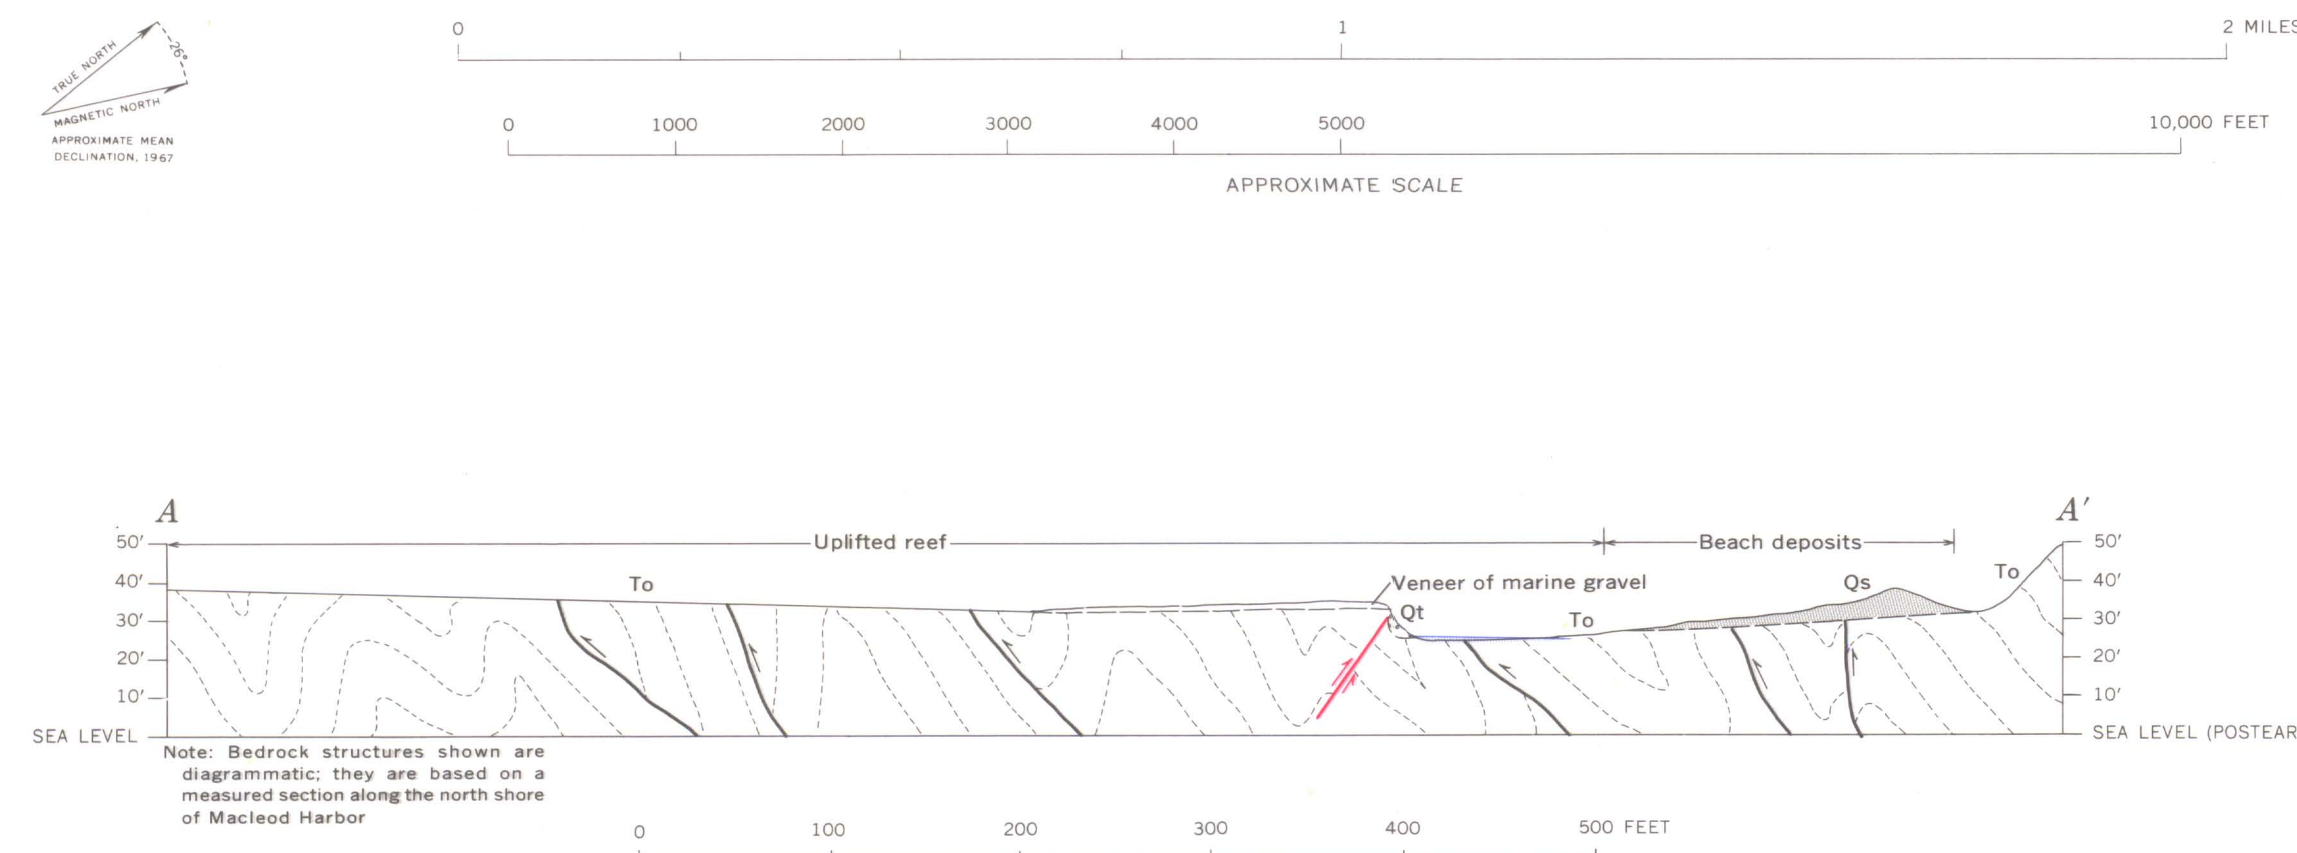 0 1 2 MILES
TRUE NORTH
26°
MAGNETIC NORTH
APPROXIMATE MEAN
DECLINATION, 1967
0 1000 2000 3000 4000 5000 10,000 FEET
APPROXIMATE SCALE
A A′
50′ Uplifted reef Beach deposits 50′
40′ To Veneer of marine gravel Qs To 40′
30′ Qt To 30′
20′ 20′
10′ 10′
SEA LEVEL SEA LEVEL (POSTEAR
Note: Bedrock structures shown are
diagrammatic; they are based on a
measured section along the north shore
of Macleod Harbor
0 100 200 300 400 500 FEET